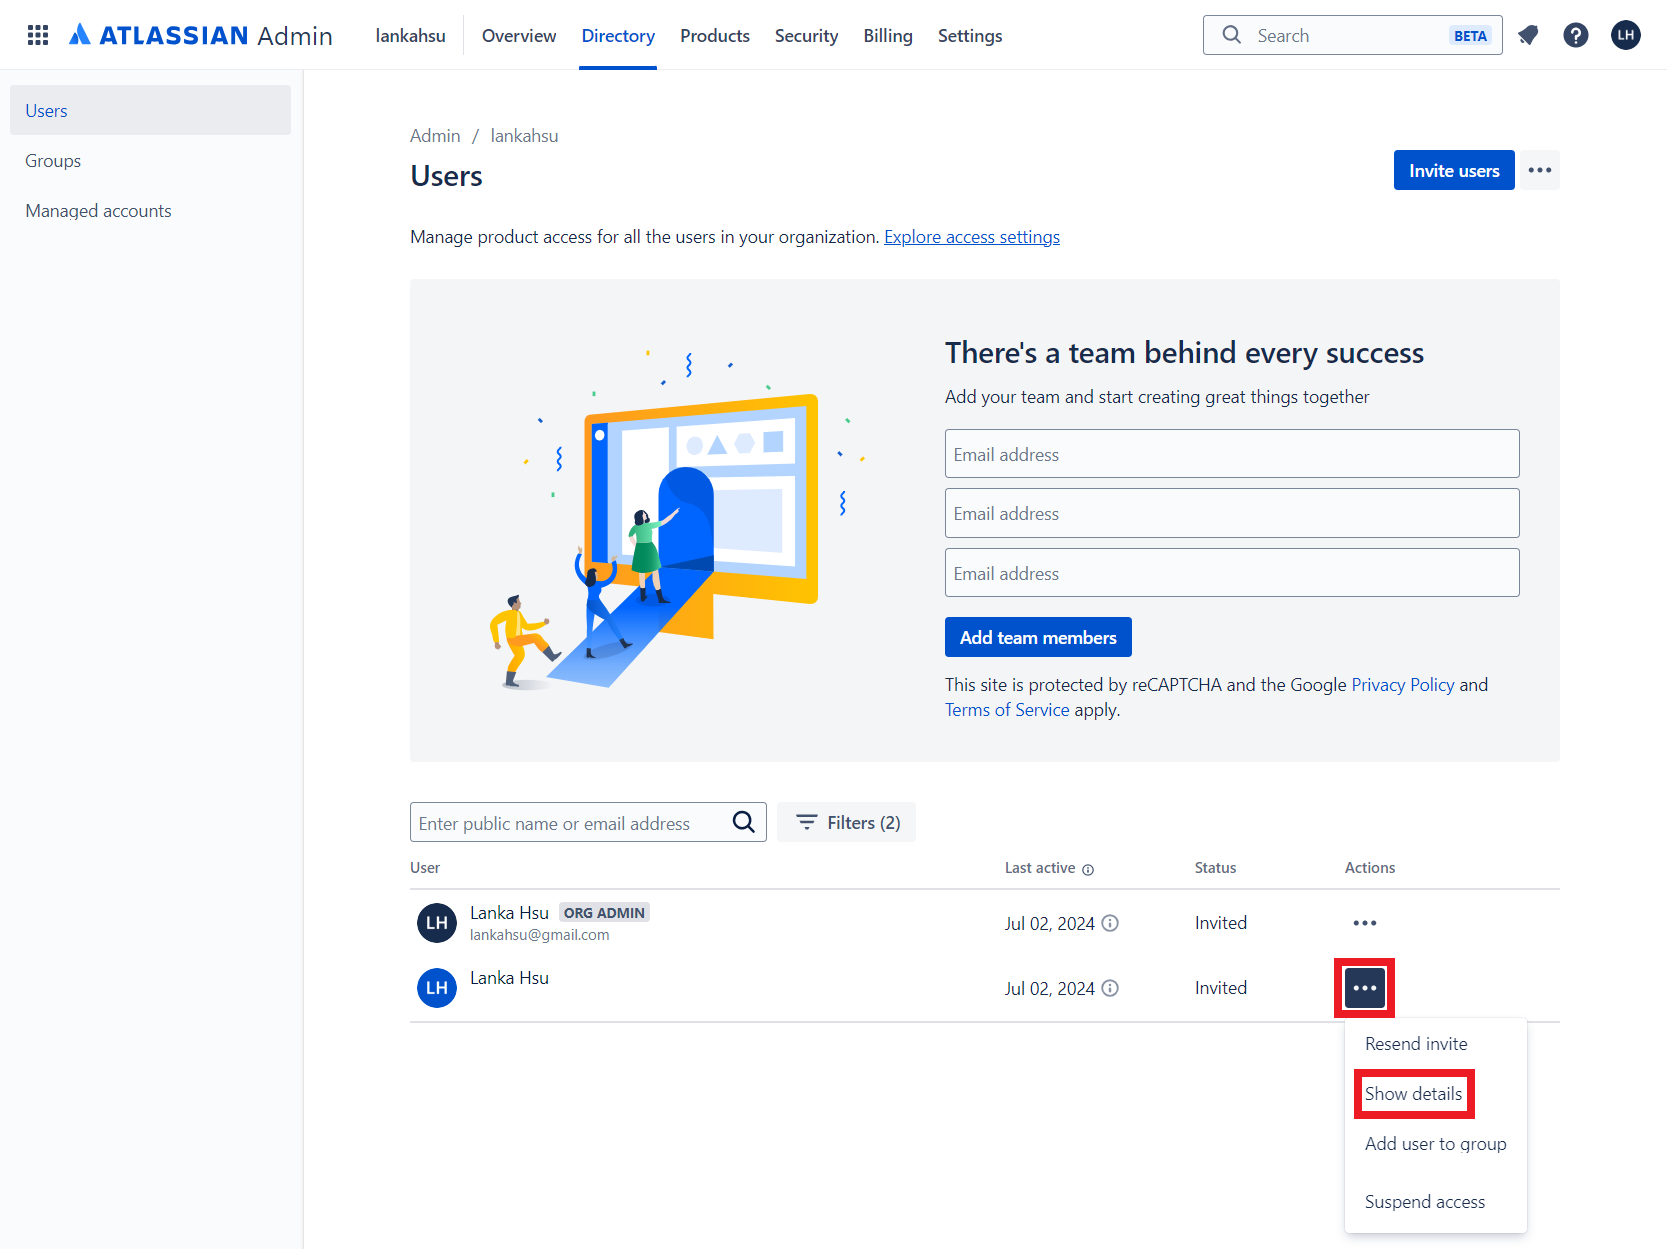 ATLASSIAN Admin lankahsu Overview Directory Products Security Billing Settings Search BETA LH
Users
Groups
Managed accounts
Admin / lankahsu
Users
Invite users
Manage product access for all the users in your organization. Explore access settings
There's a team behind every success
Add your team and start creating great things together
Email address
Email address
Email address
Add team members
This site is protected by reCAPTCHA and the Google Privacy Policy and
Terms of Service apply.
Enter public name or email address
Filters (2)
User Last active Status Actions
LH Lanka Hsu ORG ADMIN Jul 02, 2024 Invited
lankahsu@gmail.com
LH Lanka Hsu Jul 02, 2024 Invited
Resend invite
Show details
Add user to group
Suspend access